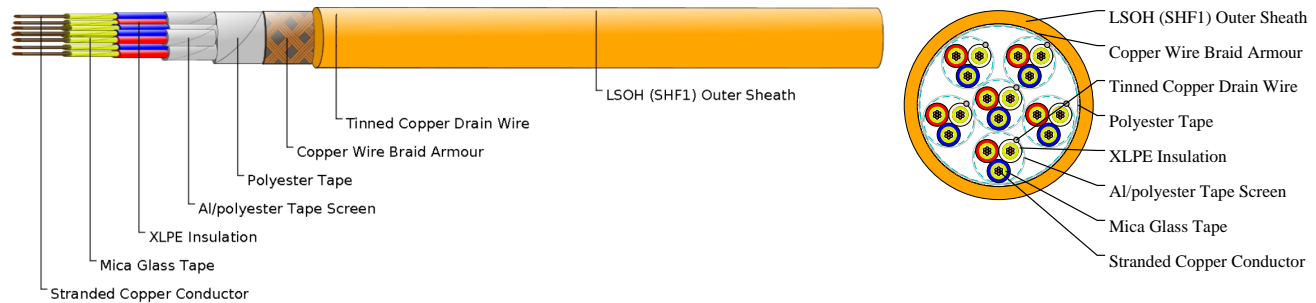 LSOH (SHF1) Outer Sheath
Tinned Copper Drain Wire
Copper Wire Braid Armour
Polyester Tape
Al/polyester Tape Screen
XLPE Insulation
Mica Glass Tape
Stranded Copper Conductor
LSOH (SHF1) Outer Sheath
Copper Wire Braid Armour
Tinned Copper Drain Wire
Polyester Tape
XLPE Insulation
Al/polyester Tape Screen
Mica Glass Tape
Stranded Copper Conductor